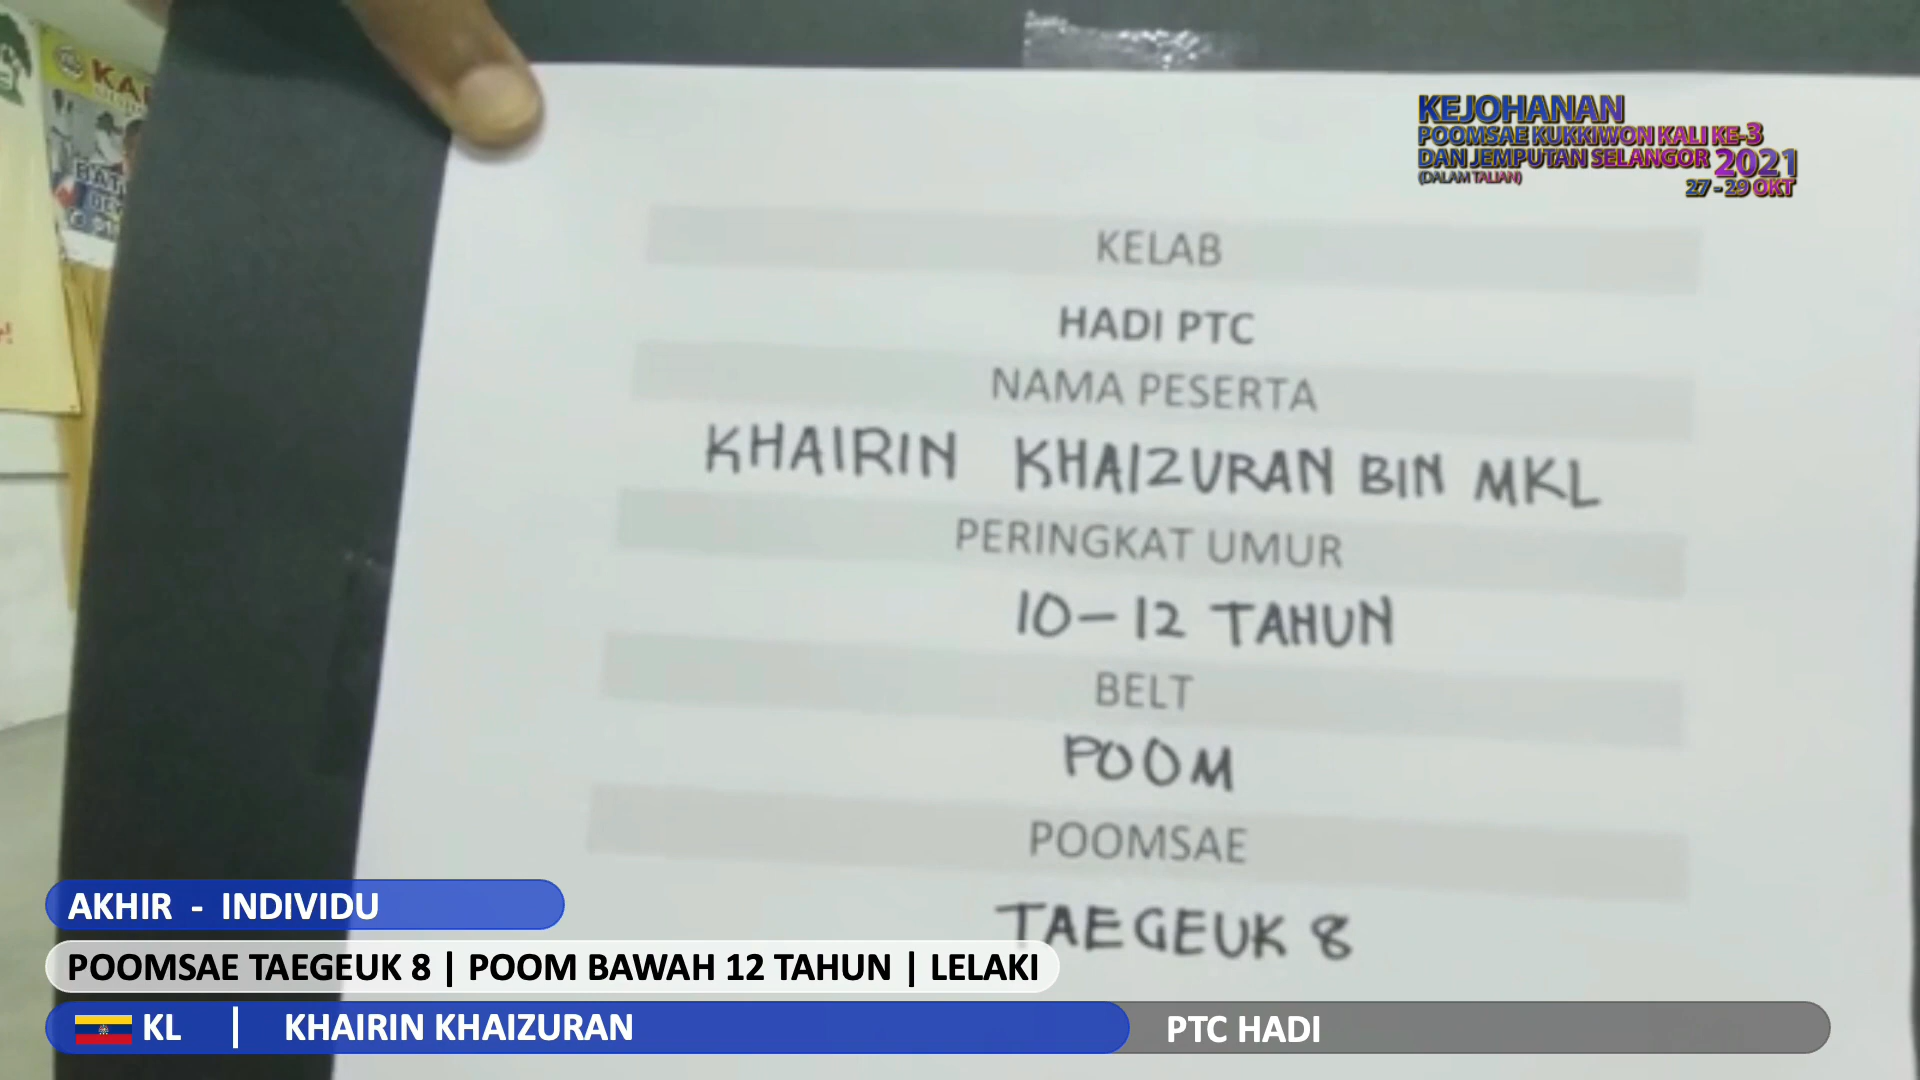 KEJOHANAN
POOMSAE KUKKIWON KALI KE-3
DAN JEMPUTAN SELANGOR 2021
(DALAM TALIAN)
27 - 29 OKT
KELAB
HADI PTC
NAMA PESERTA
KHAIRIN KHAIZURAN BIN MKL
PERINGKAT UMUR
10-12 TAHUN
BELT
POOM
POOMSAE
TAEGEUK 8
AKHIR - INDIVIDU
POOMSAE TAEGEUK 8 | POOM BAWAH 12 TAHUN | LELAKI
KL | KHAIRIN KHAIZURAN
PTC HADI